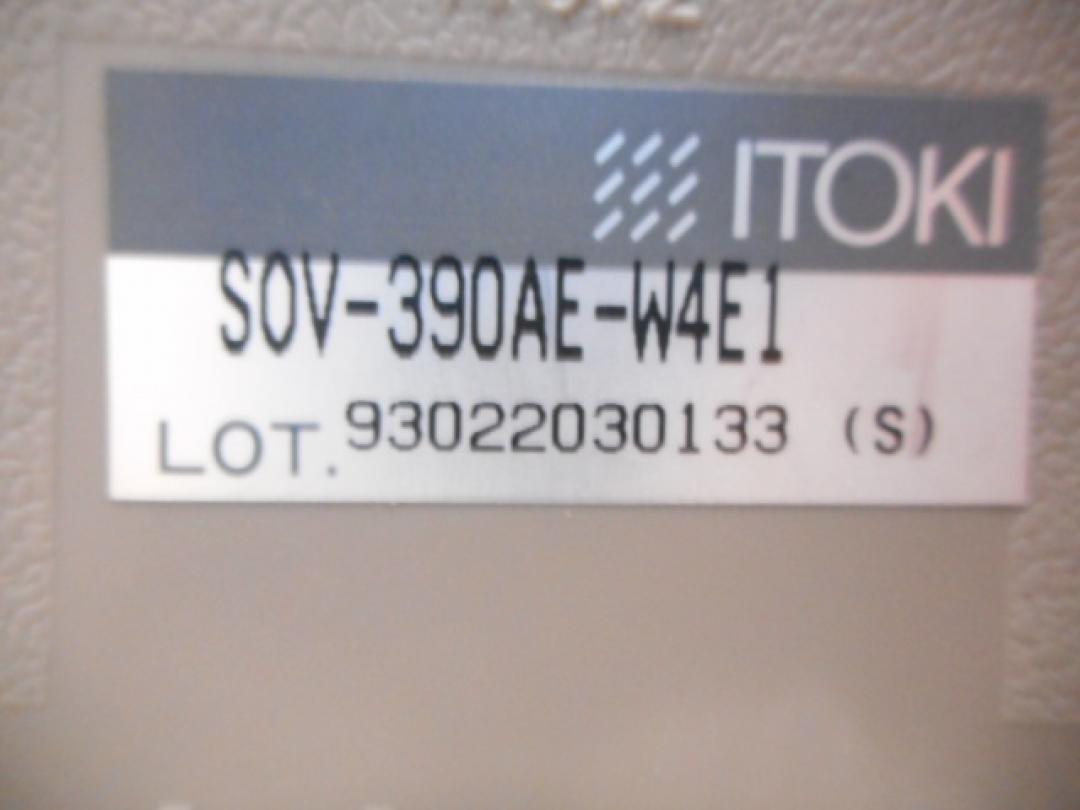 ITOKI
SOV-390AE-W4E1
LOT. 93022030133 (S)